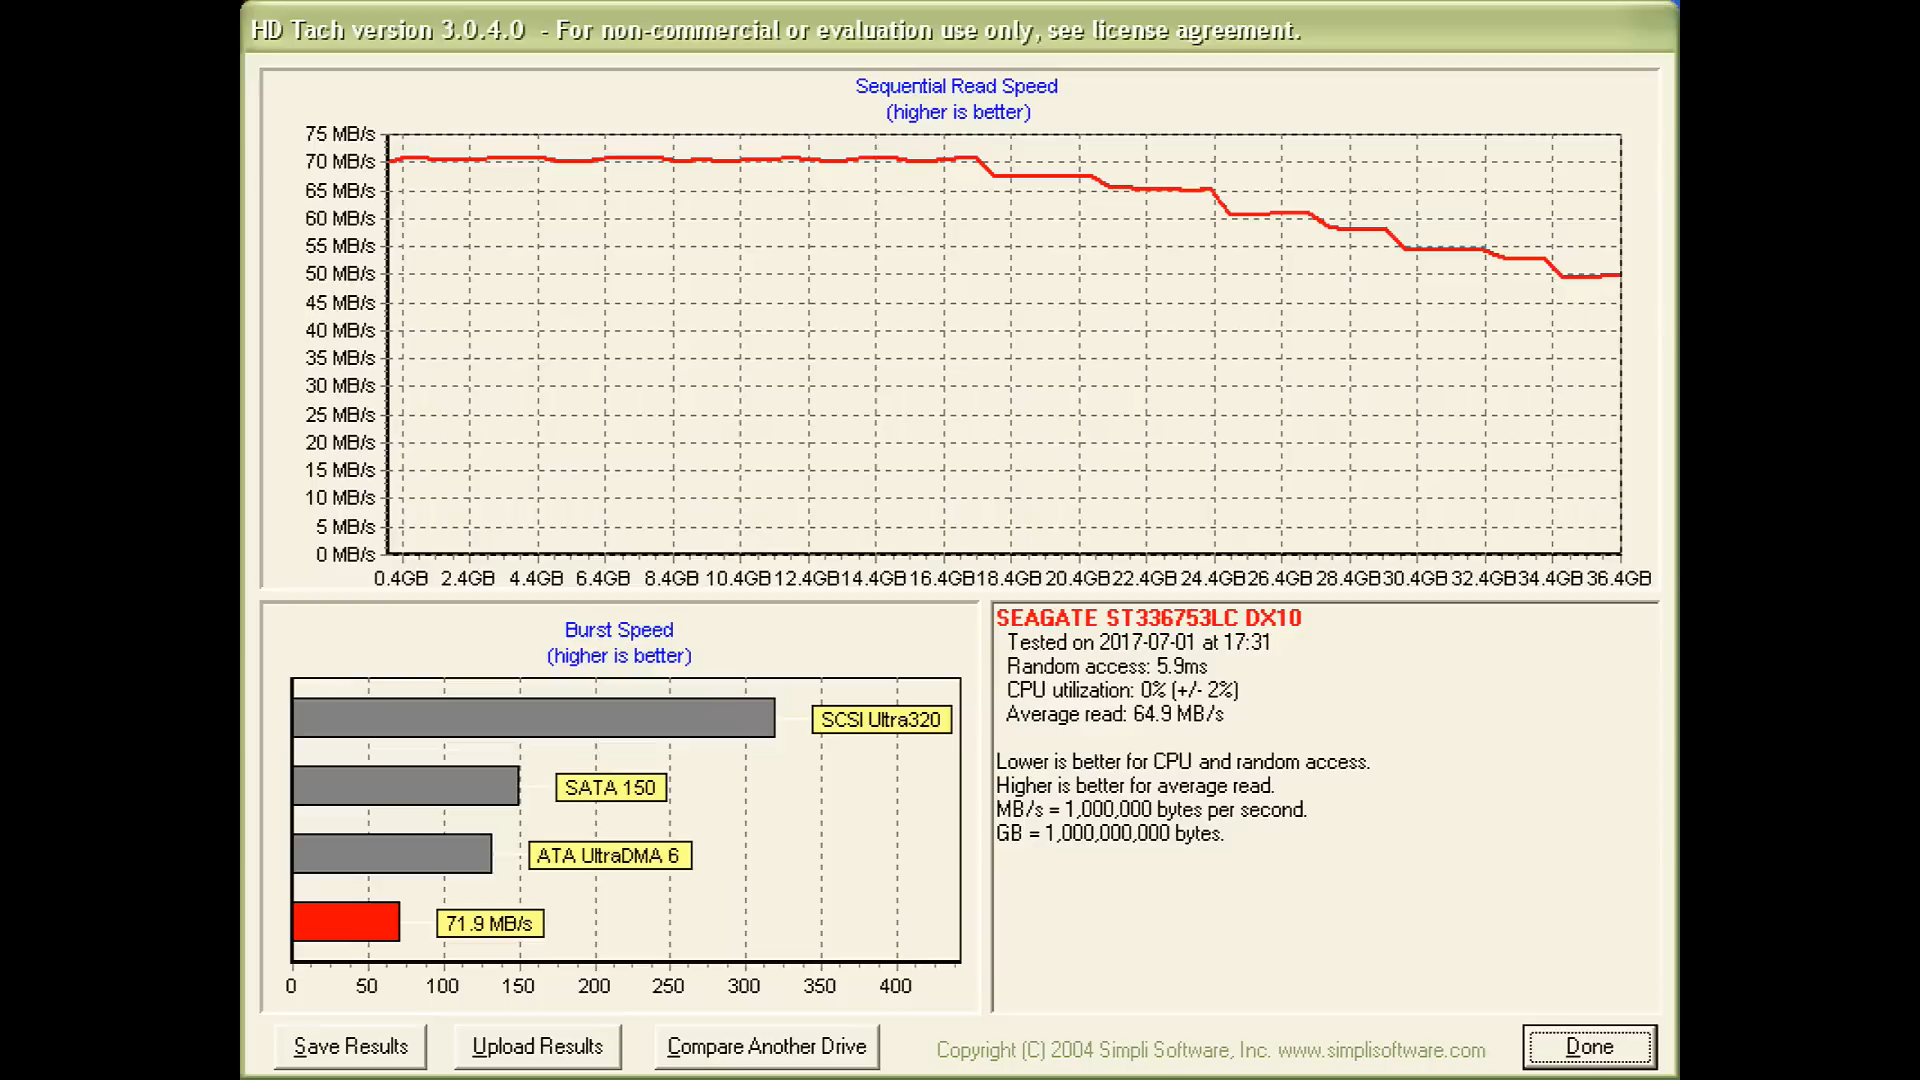 HD Tach version 3.0.4.0 - For non-commercial or evaluation use only, see license agreement.
Sequential Read Speed
(higher is better)
75 MB/s
70 MB/s
65 MB/s
60 MB/s
55 MB/s
50 MB/s
45 MB/s
40 MB/s
35 MB/s
30 MB/s
25 MB/s
20 MB/s
15 MB/s
10 MB/s
5 MB/s
0 MB/s
0.4GB 2.4GB 4.4GB 6.4GB 8.4GB 10.4GB 12.4GB 14.4GB 16.4GB 18.4GB 20.4GB 22.4GB 24.4GB 26.4GB 28.4GB 30.4GB 32.4GB 34.4GB 36.4GB
Burst Speed
(higher is better)
SCSI Ultra320
SATA 150
ATA UltraDMA 6
71.9 MB/s
0 50 100 150 200 250 300 350 400
SEAGATE ST336753LC DX10
Tested on 2017-07-01 at 17:31
Random access: 5.9ms
CPU utilization: 0% (+/- 2%)
Average read: 64.9 MB/s
Lower is better for CPU and random access.
Higher is better for average read.
MB/s = 1,000,000 bytes per second.
GB = 1,000,000,000 bytes.
Save Results
Upload Results
Compare Another Drive
Copyright (C) 2004 Simpli Software, Inc. www.simplisoftware.com
Done